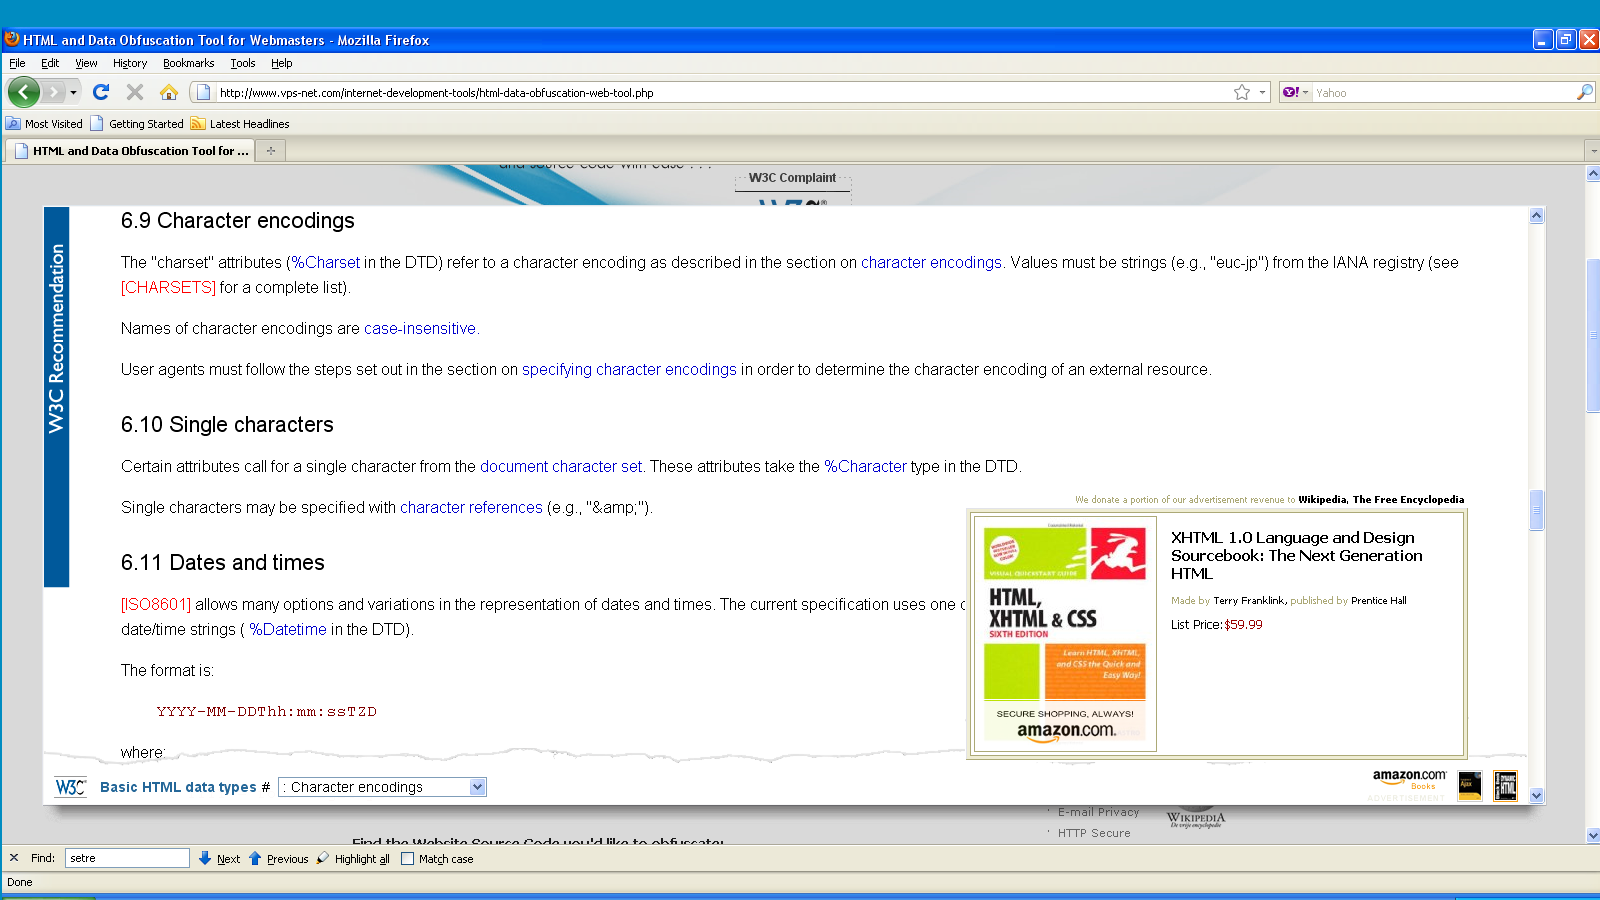 HTML and Data Obfuscation Tool for Webmasters - Mozilla Firefox
File Edit View History Bookmarks Tools Help
http://www.vps-net.com/internet-development-tools/html-data-obfuscation-web-tool.php
Yahoo
Most Visited Getting Started Latest Headlines
HTML and Data Obfuscation Tool for ...
and source code with ease . . .
W3C Complaint
W3C Recommendation
6.9 Character encodings
The "charset" attributes (%Charset in the DTD) refer to a character encoding as described in the section on character encodings. Values must be strings (e.g., "euc-jp") from the IANA registry (see
[CHARSETS] for a complete list).
Names of character encodings are case-insensitive.
User agents must follow the steps set out in the section on specifying character encodings in order to determine the character encoding of an external resource.
6.10 Single characters
Certain attributes call for a single character from the document character set. These attributes take the %Character type in the DTD.
Single characters may be specified with character references (e.g., "&amp;").
6.11 Dates and times
[ISO8601] allows many options and variations in the representation of dates and times. The current specification uses one
date/time strings ( %Datetime in the DTD).
The format is:
YYYY-MM-DDThh:mm:ssTZD
where:
We donate a portion of our advertisement revenue to Wikipedia, The Free Encyclopedia
VISUAL QUICKSTART GUIDE
HTML,
XHTML & CSS
SIXTH EDITION
Learn HTML, XHTML,
and CSS the Quick and
Easy Way!
SECURE SHOPPING, ALWAYS!
amazon.com.
XHTML 1.0 Language and Design
Sourcebook: The Next Generation
HTML
Made by Terry Franklink, published by Prentice Hall
List Price:$59.99
W3C Basic HTML data types # : Character encodings
amazon.com
Books
ADVERTISEMENT
E-mail Privacy
HTTP Secure
WIKIPEDIA
De vrije encyclopedie
Find the Website Source Code you'd like to obfuscate:
Find: setre Next Previous Highlight all Match case
Done